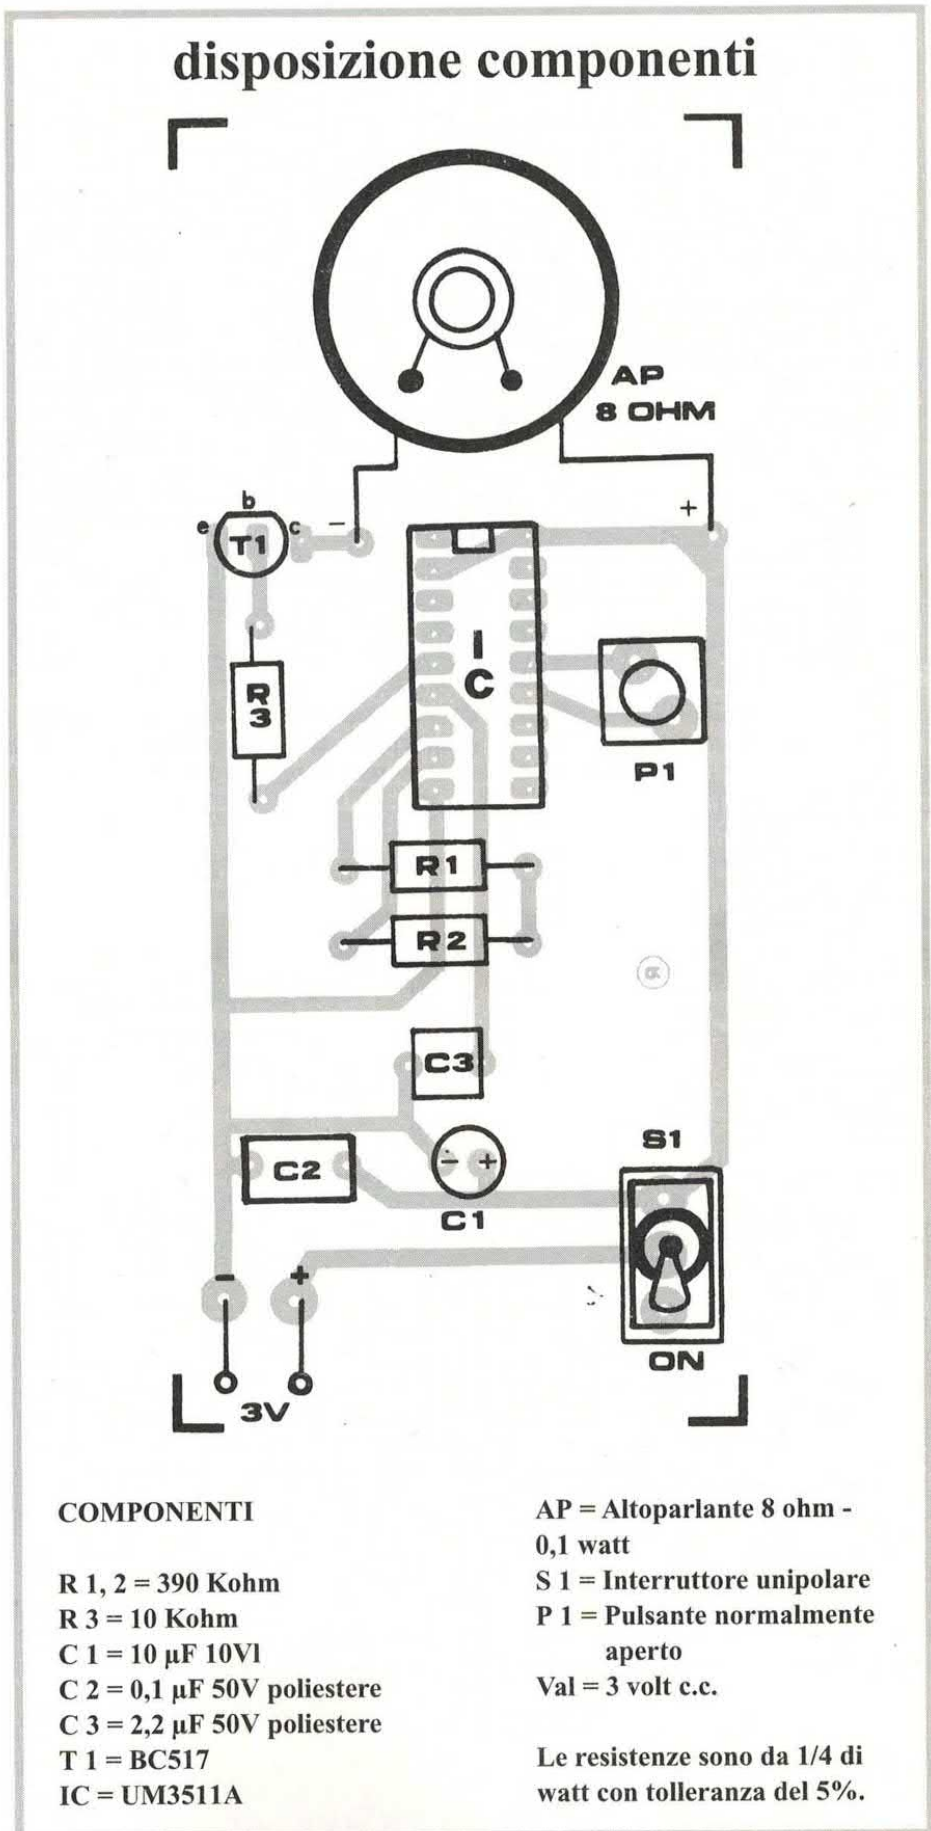 disposizione componenti
AP
8 OHM
b
e
c
T1
-
+
I
C
R
3
P1
R1
R2
C3
S1
C2
- +
C1
- +
ON
3V
COMPONENTI
R 1, 2 = 390 Kohm
R 3 = 10 Kohm
C 1 = 10 µF 10Vl
C 2 = 0,1 µF 50V poliestere
C 3 = 2,2 µF 50V poliestere
T 1 = BC517
IC = UM3511A
AP = Altoparlante 8 ohm -
0,1 watt
S 1 = Interruttore unipolare
P 1 = Pulsante normalmente
aperto
Val = 3 volt c.c.
Le resistenze sono da 1/4 di
watt con tolleranza del 5%.